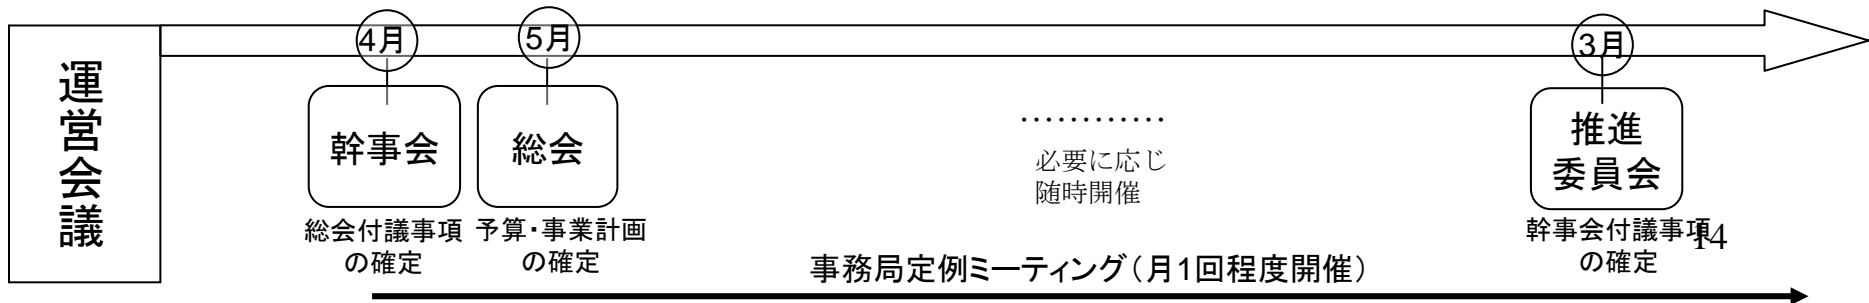 運営会議
4月
5月
3月
幹事会
総会
推進
委員会
…………
必要に応じ
随時開催
総会付議事項
の確定
予算・事業計画
の確定
幹事会付議事項
の確定
14
事務局定例ミーティング（月1回程度開催）